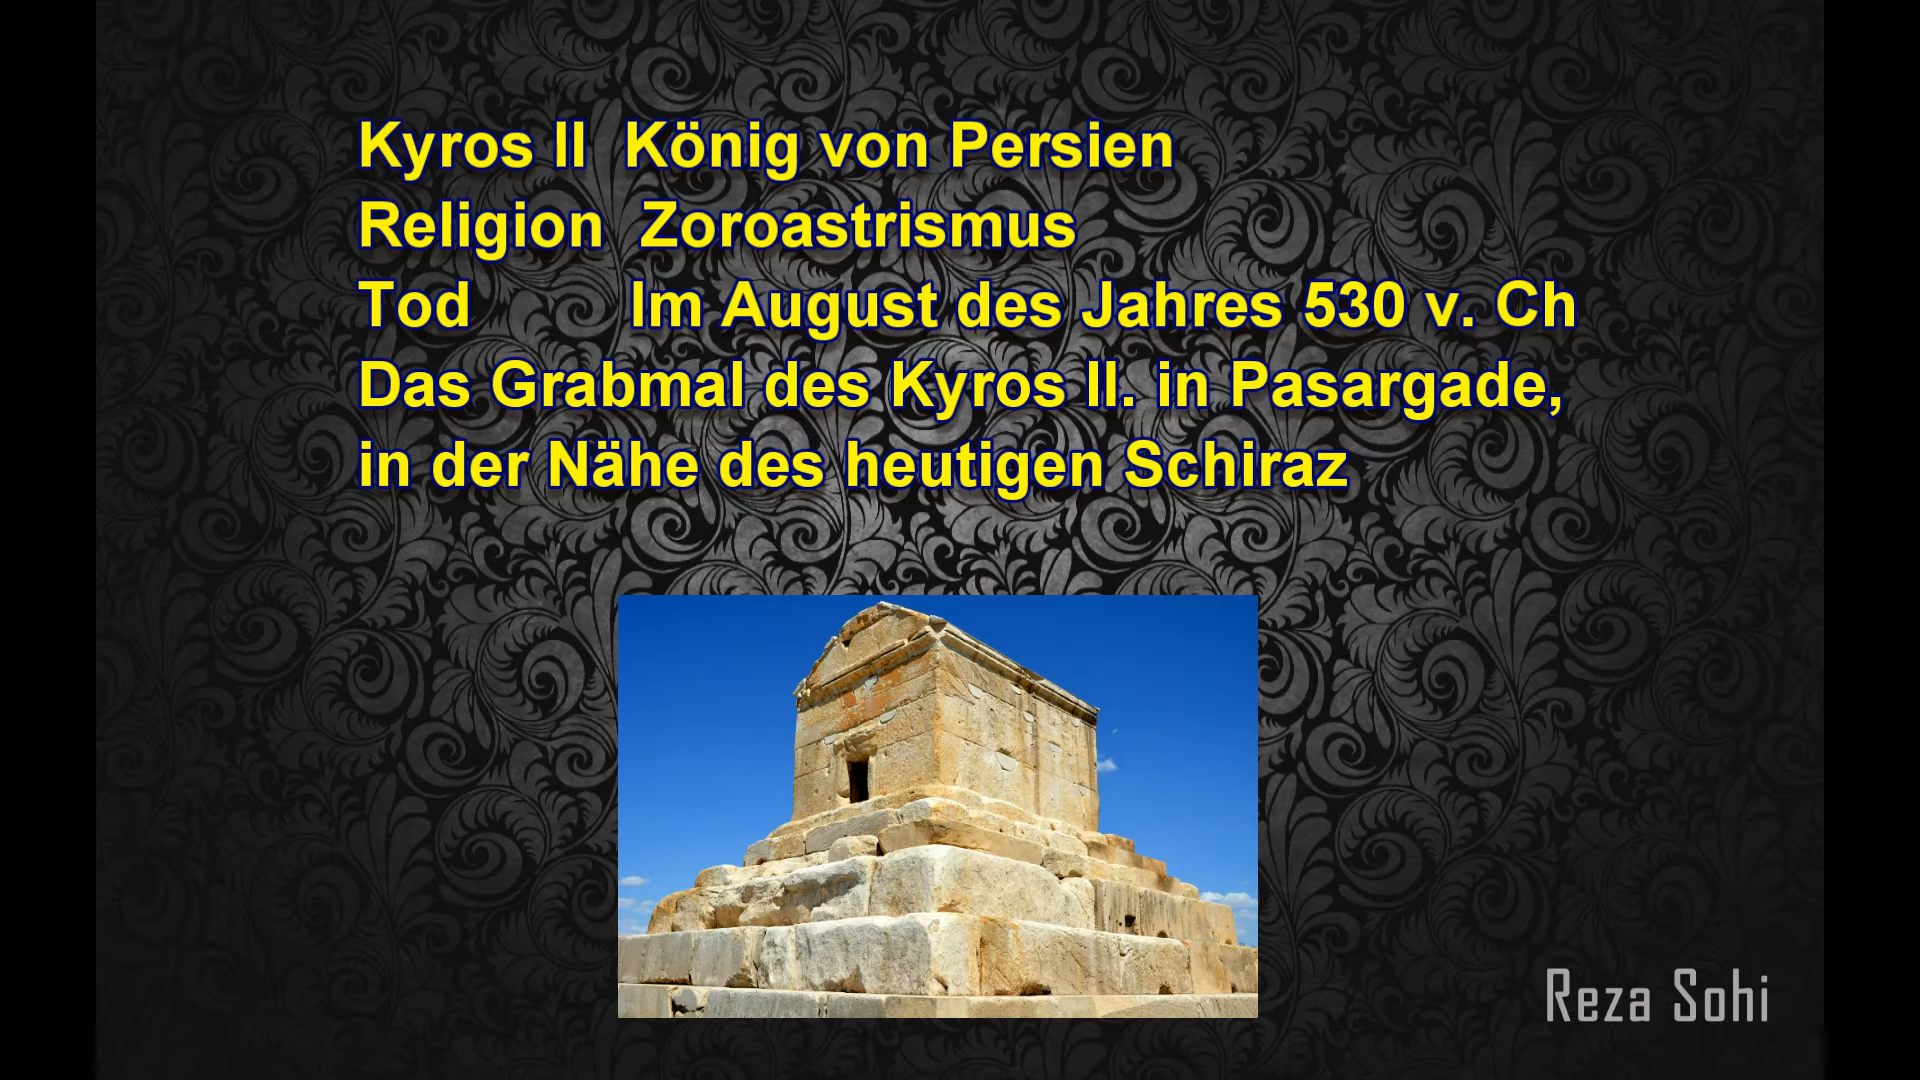 Kyros II König von Persien
Religion Zoroastrismus
Tod Im August des Jahres 530 v. Ch
Das Grabmal des Kyros II. in Pasargade,
in der Nähe des heutigen Schiraz
Reza Sohi